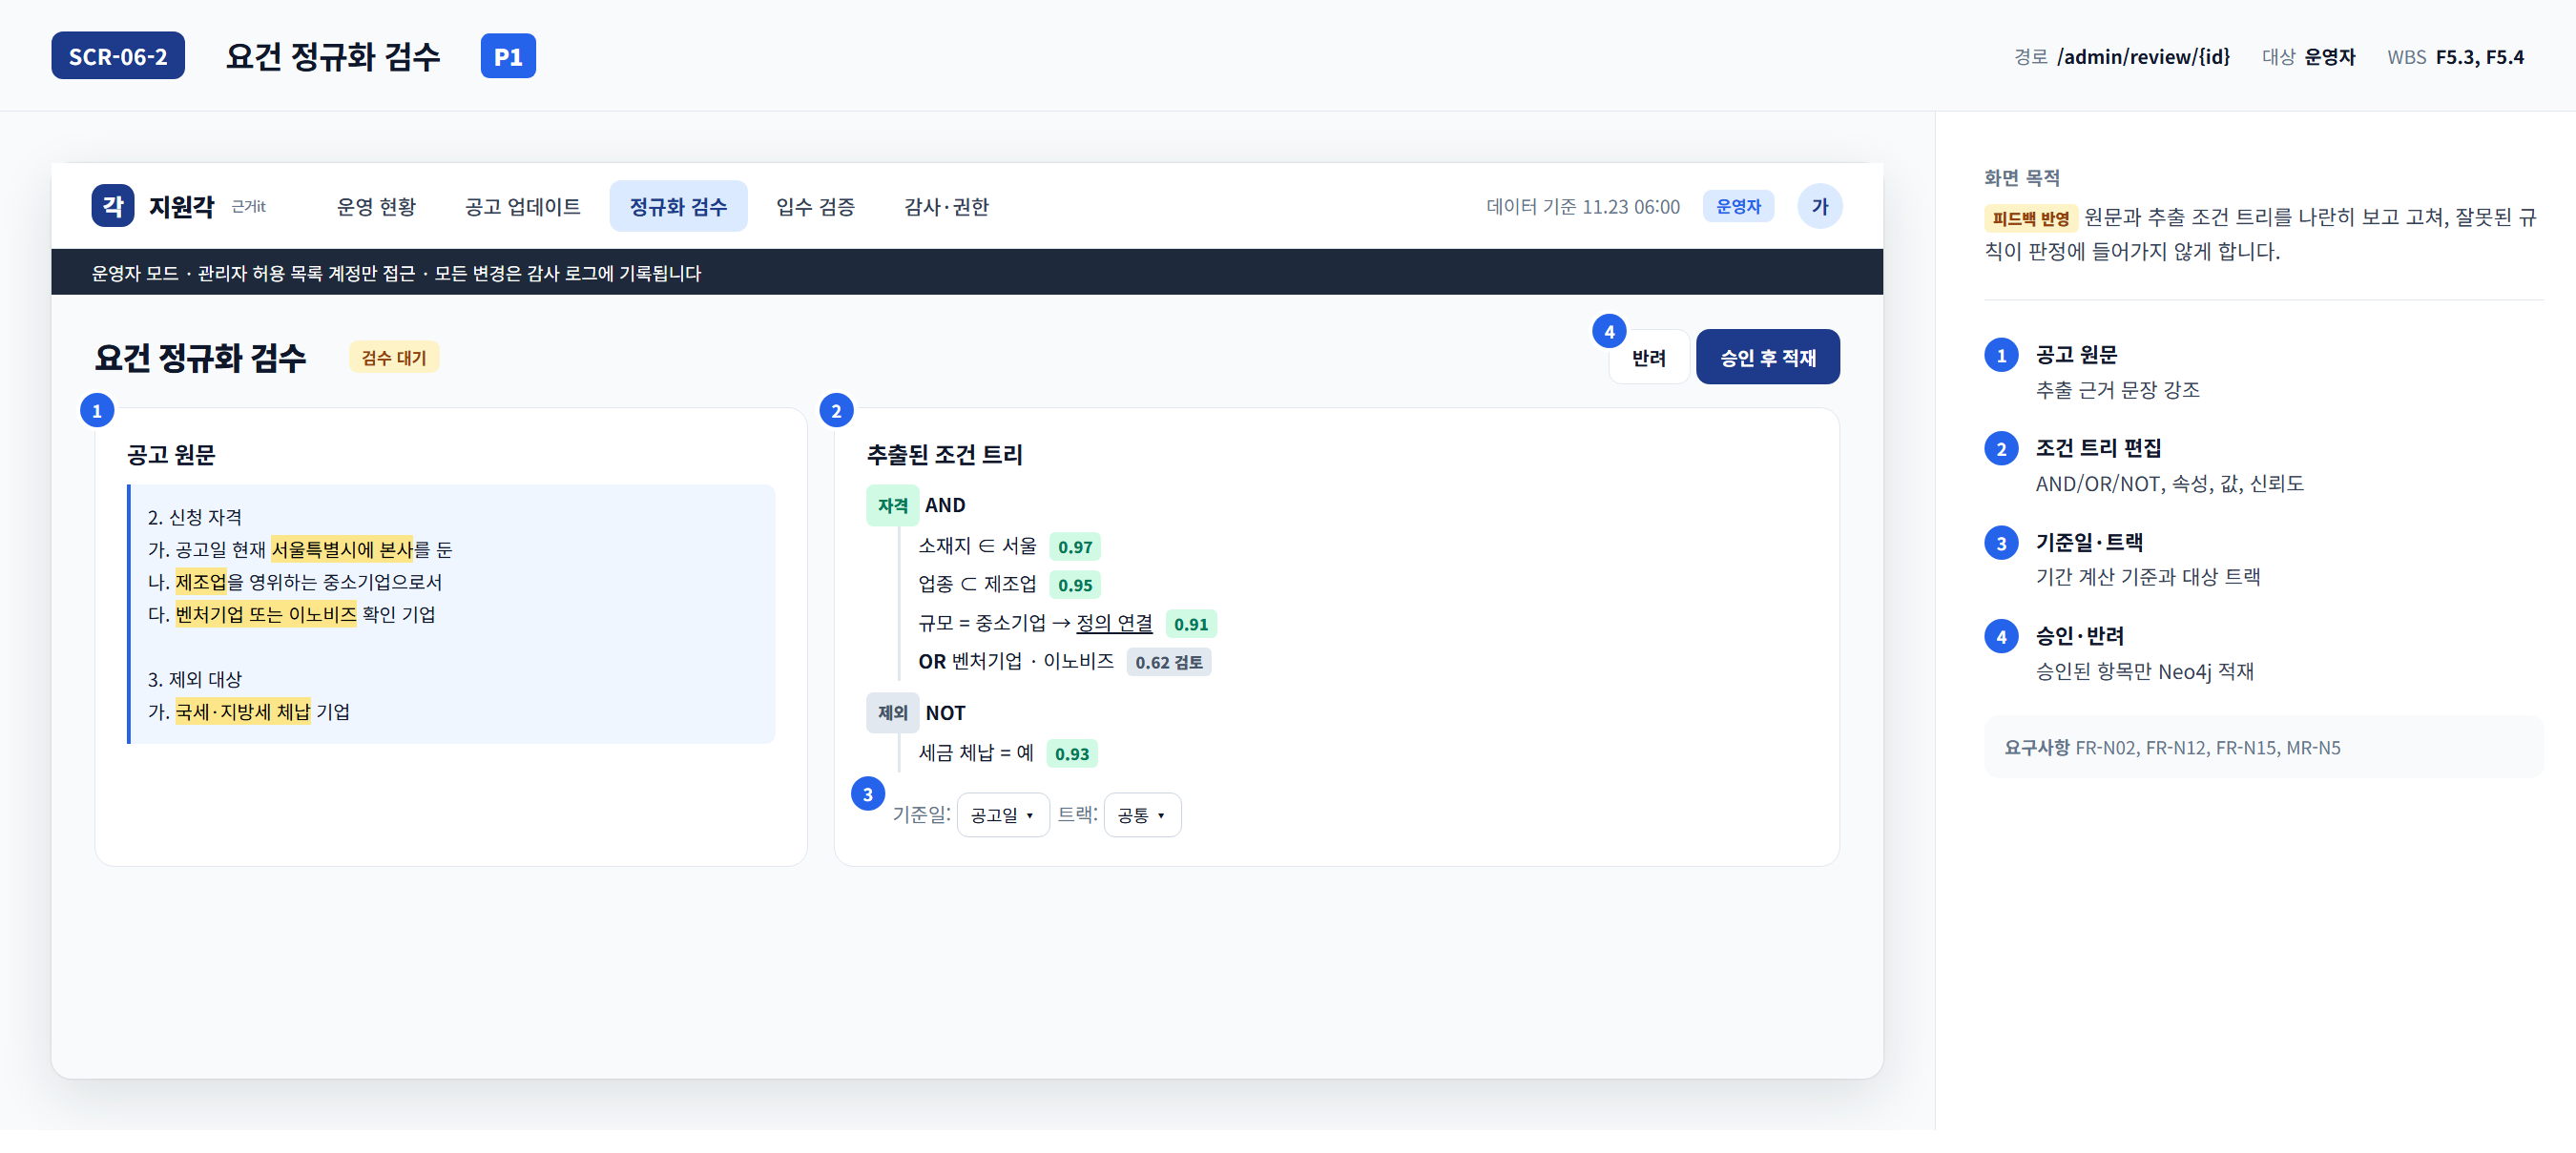 SCR-06-2 요건 정규화 검수 P1
경로 /admin/review/{id} 대상 운영자 WBS F5.3, F5.4
각 지원각 근거it 운영 현황 공고 업데이트 정규화 검수 입수 검증 감사·권한 데이터 기준 11.23 06:00 운영자 가
운영자 모드 · 관리자 허용 목록 계정만 접근 · 모든 변경은 감사 로그에 기록됩니다
요건 정규화 검수 검수 대기
4 반려 승인 후 적재
1
공고 원문
2. 신청 자격
가. 공고일 현재 서울특별시에 본사를 둔
나. 제조업을 영위하는 중소기업으로서
다. 벤처기업 또는 이노비즈 확인 기업
3. 제외 대상
가. 국세·지방세 체납 기업
2
추출된 조건 트리
자격 AND
소재지 ∈ 서울 0.97
업종 ⊂ 제조업 0.95
규모 = 중소기업 → 정의 연결 0.91
OR 벤처기업 · 이노비즈 0.62 검토
제외 NOT
세금 체납 = 예 0.93
3 기준일: 공고일 ▾ 트랙: 공통 ▾
화면 목적
피드백 반영 원문과 추출 조건 트리를 나란히 보고 고쳐, 잘못된 규
칙이 판정에 들어가지 않게 합니다.
1 공고 원문
추출 근거 문장 강조
2 조건 트리 편집
AND/OR/NOT, 속성, 값, 신뢰도
3 기준일·트랙
기간 계산 기준과 대상 트랙
4 승인·반려
승인된 항목만 Neo4j 적재
요구사항 FR-N02, FR-N12, FR-N15, MR-N5